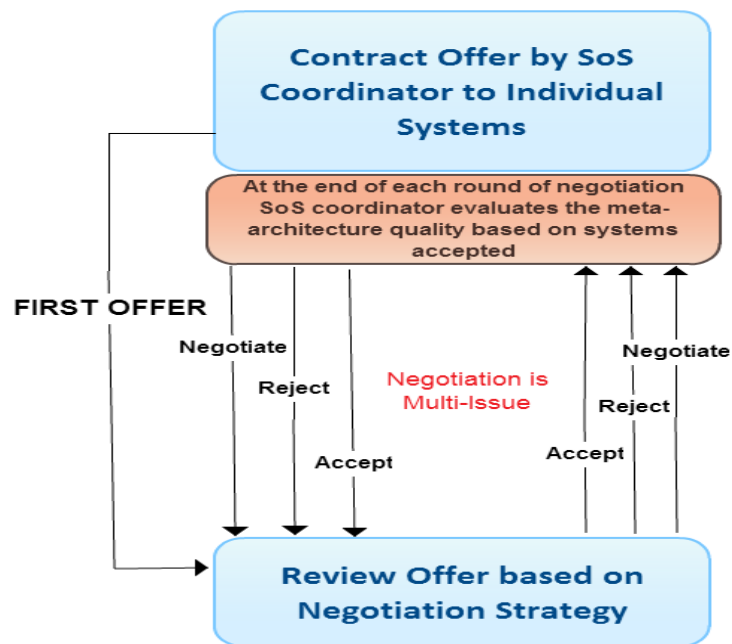 Contract Offer by SoS
Coordinator to Individual
Systems
At the end of each round of negotiation
SoS coordinator evaluates the meta-
architecture quality based on systems
accepted
FIRST OFFER
Negotiate
Reject
Accept
Negotiation is
Multi-Issue
Negotiate
Reject
Accept
Review Offer based on
Negotiation Strategy